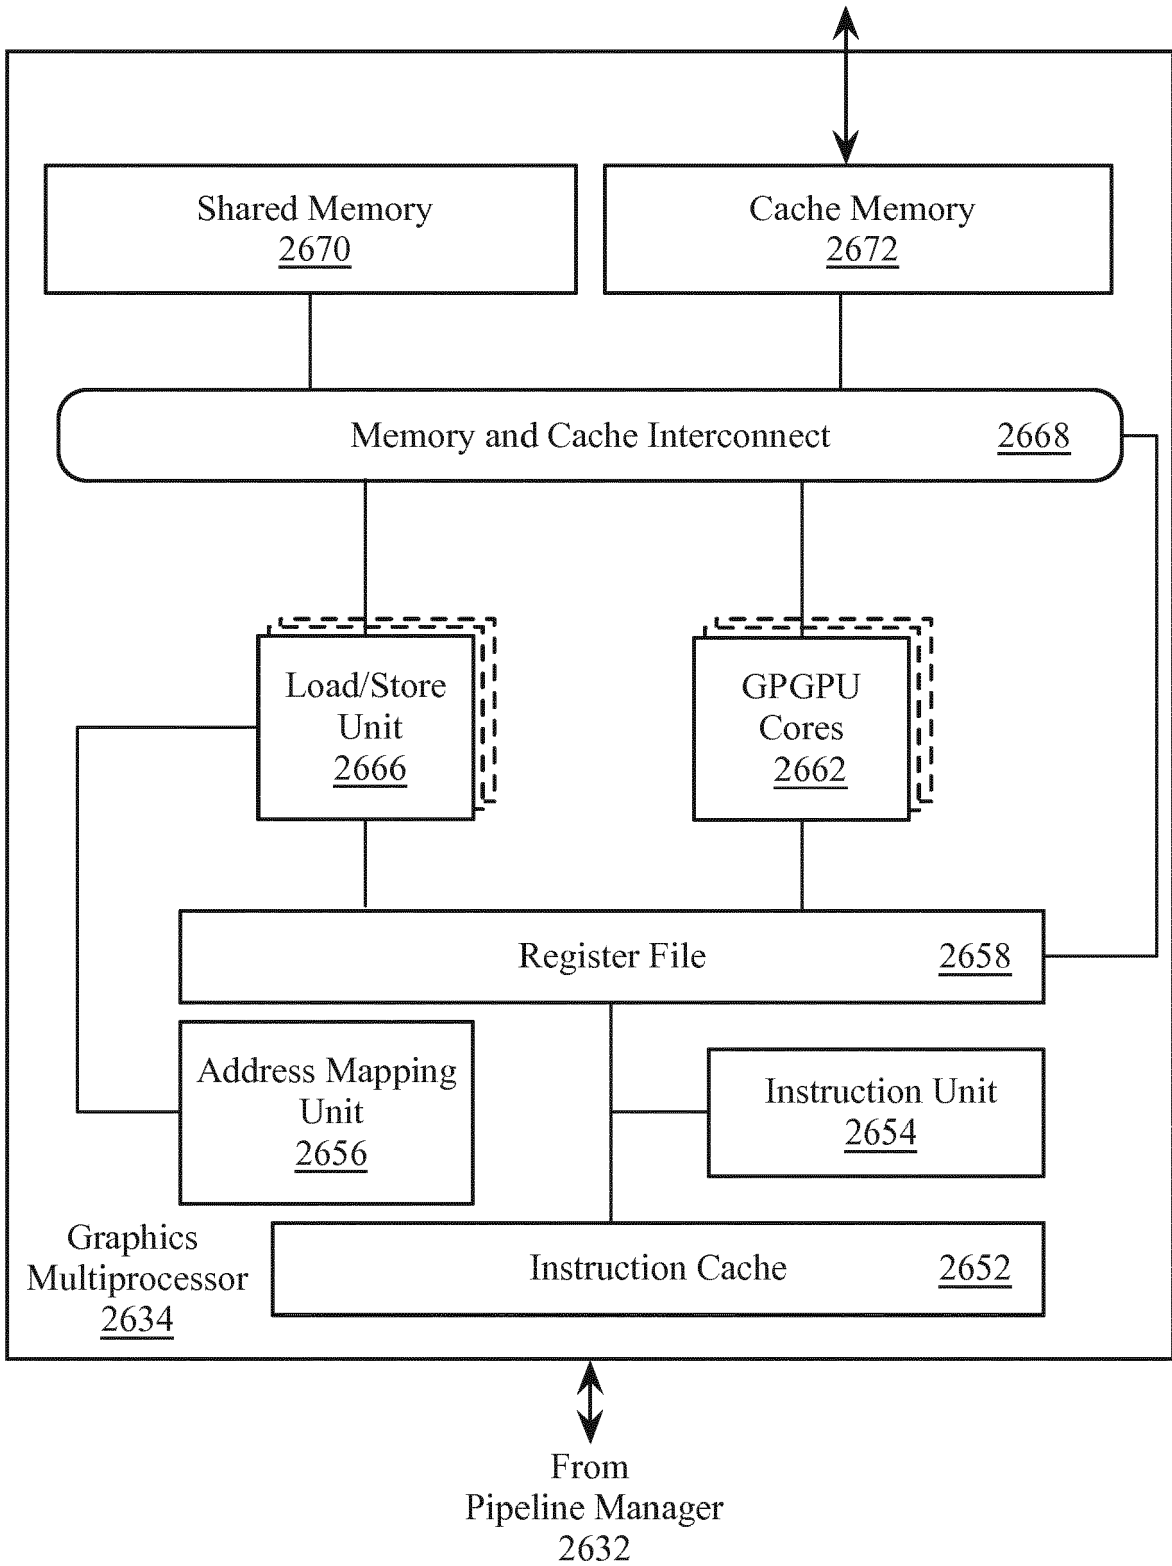 Shared Memory
2670
Cache Memory
2672
Memory and Cache Interconnect 2668
Load/Store
Unit
2666
GPGPU
Cores
2662
Register File 2658
Address Mapping
Unit
2656
Instruction Unit
2654
Graphics
Multiprocessor
2634
Instruction Cache 2652
From
Pipeline Manager
2632